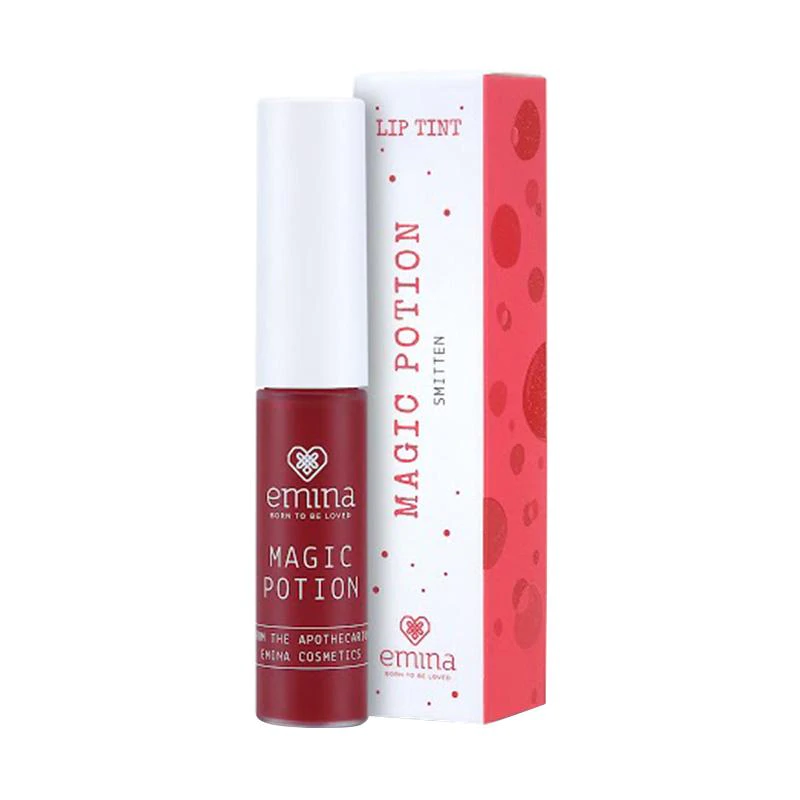 emina
BORN TO BE LOVED
MAGIC
POTION
THE APOTHECARIU
EMINA COSMETICS
LIP TINT
MAGIC POTION
SMITTEN
emina
BORN TO BE LOVED